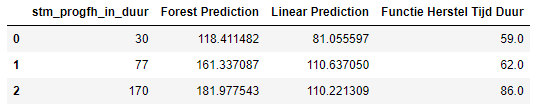 stm_progfh_in_duur Forest Prediction Linear Prediction Functie Herstel Tijd Duur
0 30 118.411482 81.055597 59.0
1 77 161.337087 110.637050 62.0
2 170 181.977543 110.221309 86.0